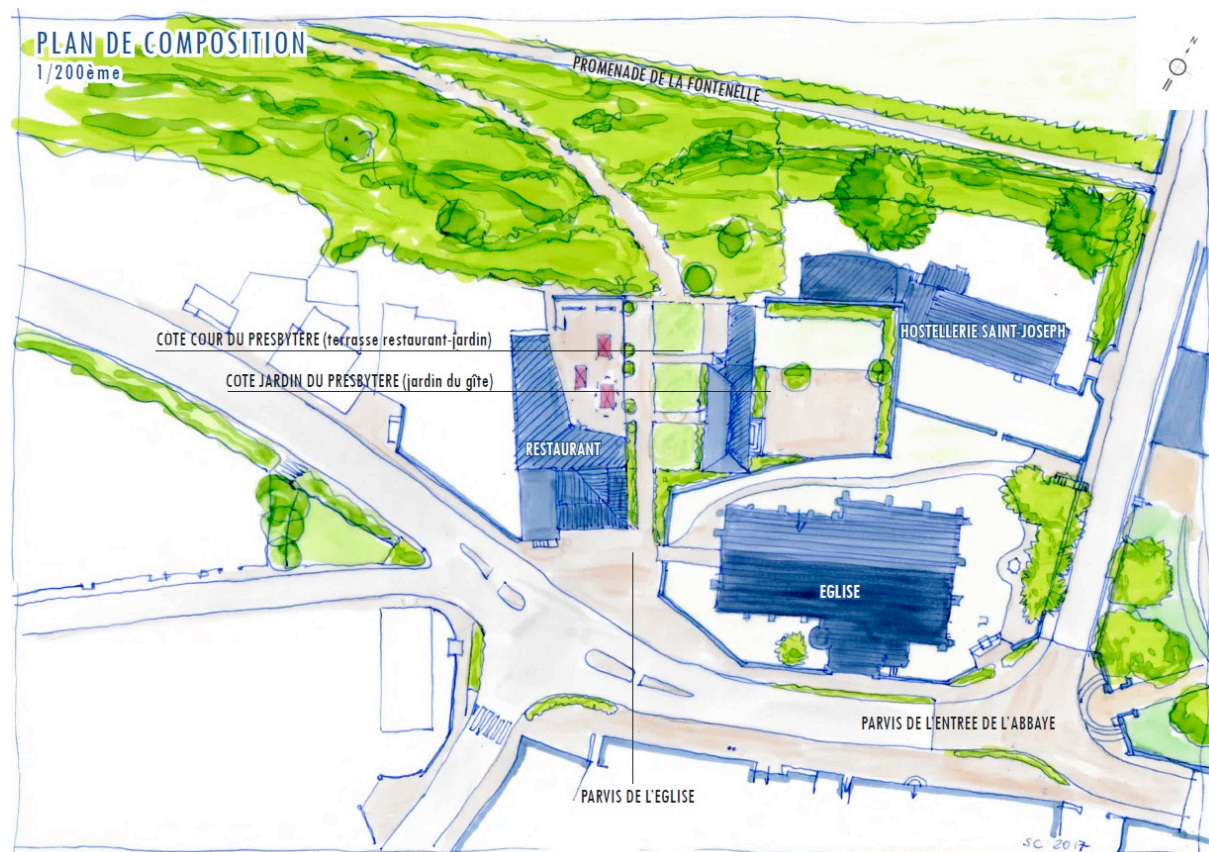 PLAN DE COMPOSITION
1/200ème
N
PROMENADE DE LA FONTENELLE
HOSTELLERIE SAINT-JOSEPH
COTE COUR DU PRESBYTERE (terrasse restaurant-jardin)
COTE JARDIN DU PRESBYTERE (jardin du gîte)
RESTAURANT
EGLISE
PARVIS DE L'ENTREE DE L'ABBAYE
PARVIS DE L'EGLISE
SC 2017